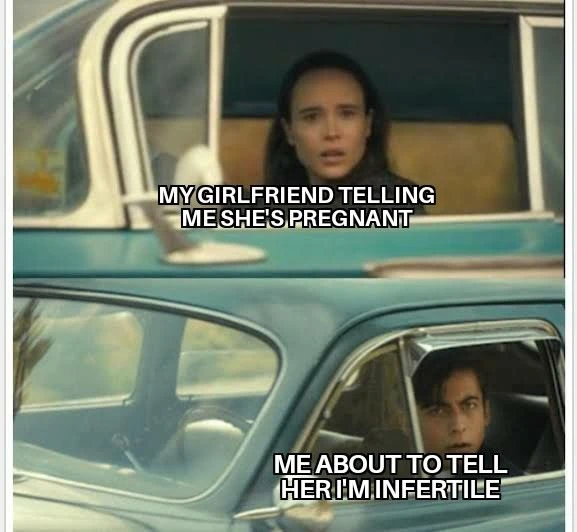 MY GIRLFRIEND TELLING
ME SHE'S PREGNANT
ME ABOUT TO TELL
HER I'M INFERTILE